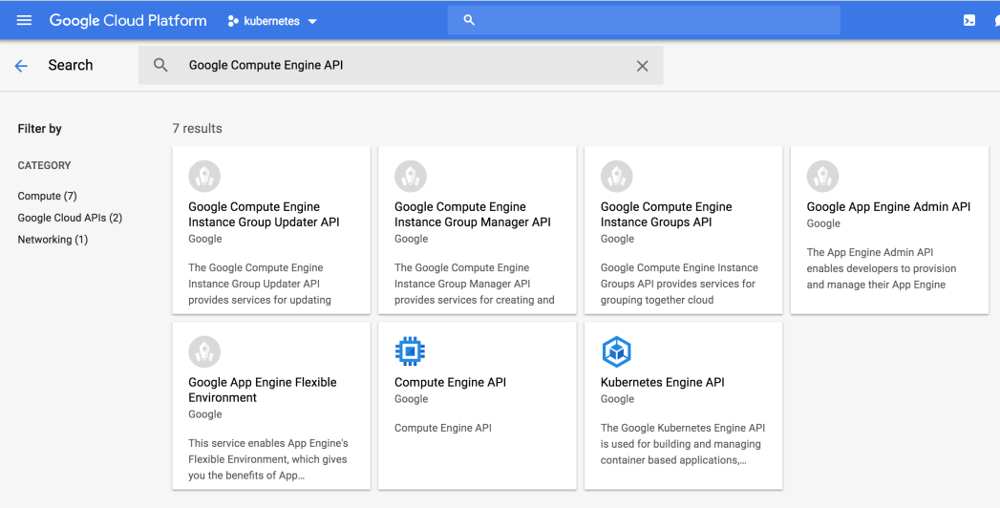 Google Cloud Platform
kubernetes
Search
Google Compute Engine API
Filter by
CATEGORY
Compute (7)
Google Cloud APIs (2)
Networking (1)
7 results
Google Compute Engine
Instance Group Updater API
Google
The Google Compute Engine
Instance Group Updater API
provides services for updating
Google Compute Engine
Instance Group Manager API
Google
The Google Compute Engine
Instance Group Manager API
provides services for creating and
Google Compute Engine
Instance Groups API
Google
Google Compute Engine Instance
Groups API provides services for
grouping together cloud
Google App Engine Admin API
Google
The App Engine Admin API
enables developers to provision
and manage their App Engine
Google App Engine Flexible
Environment
Google
This service enables App Engine's
Flexible Environment, which gives
you the benefits of App…
Compute Engine API
Google
Compute Engine API
Kubernetes Engine API
Google
The Google Kubernetes Engine API
is used for building and managing
container based applications,…